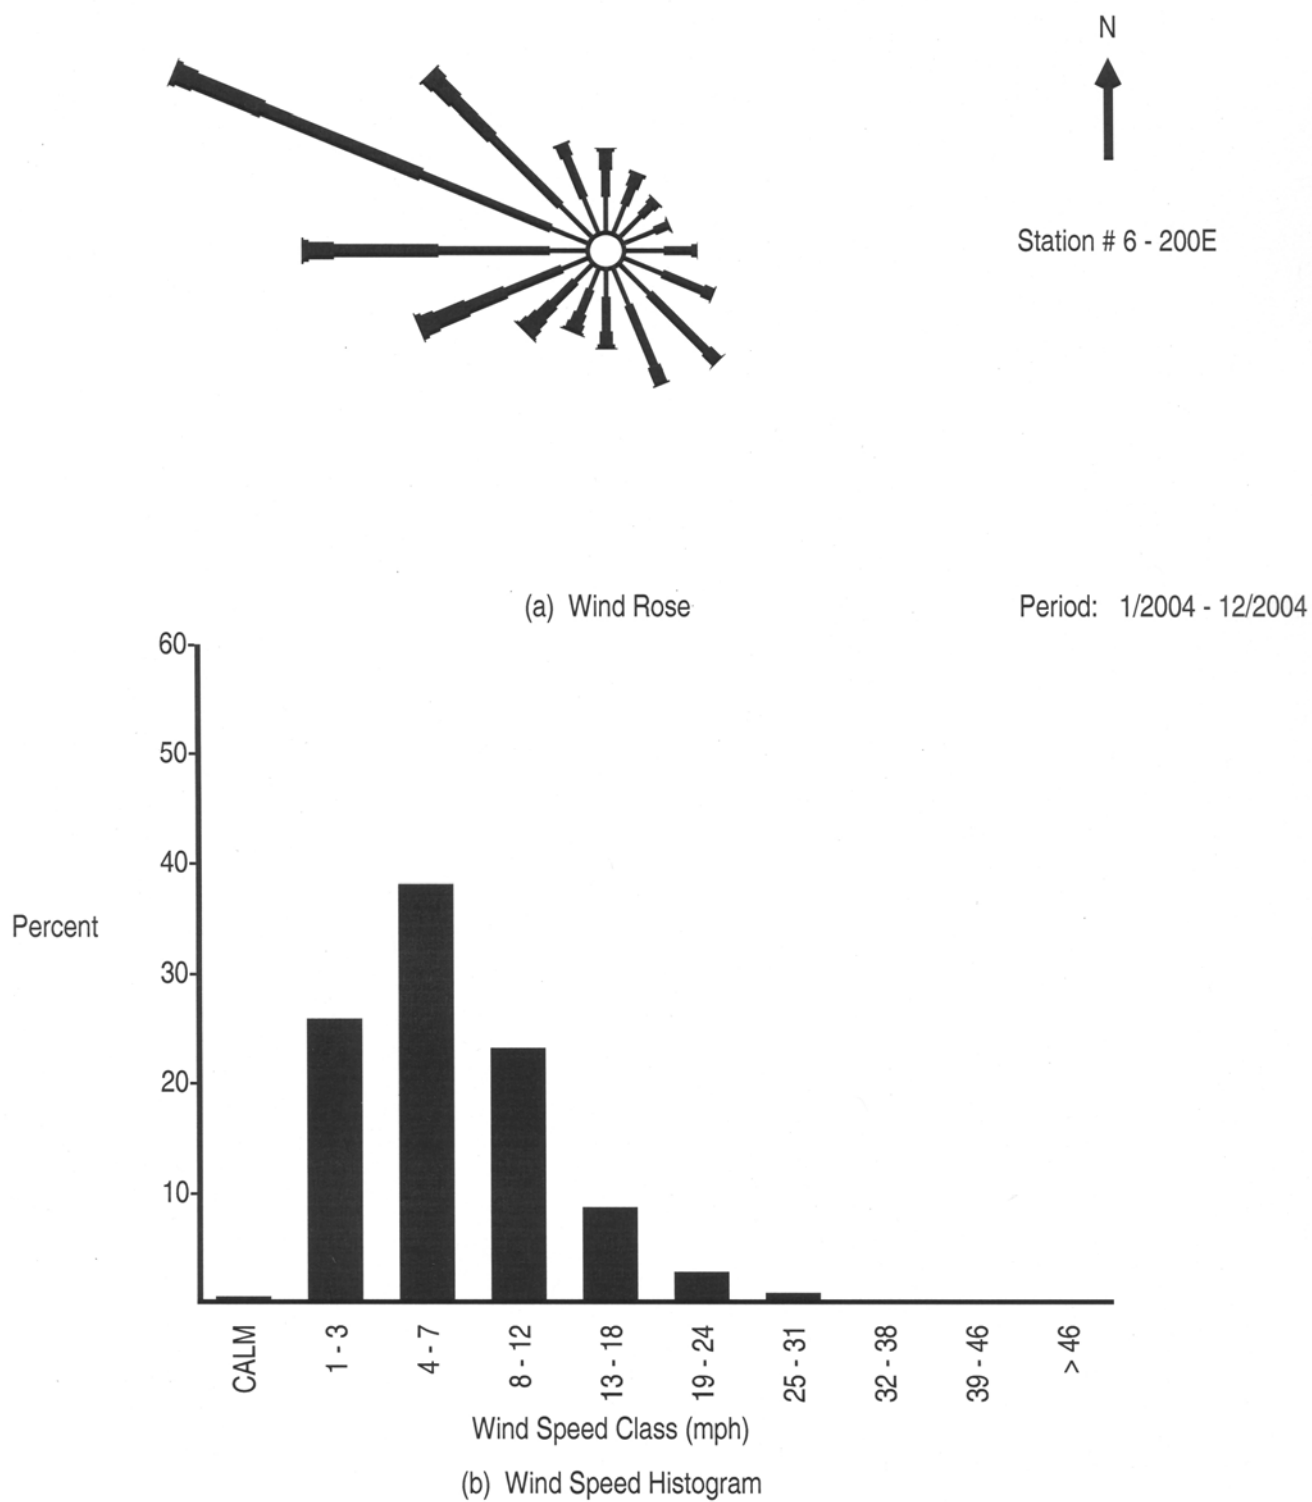 N
Station # 6 - 200E
(a) Wind Rose
Period: 1/2004 - 12/2004
60
50
40
Percent
30
20
10
CALM
1 - 3
4 - 7
8 - 12
13 - 18
19 - 24
25 - 31
32 - 38
39 - 46
> 46
Wind Speed Class (mph)
(b) Wind Speed Histogram